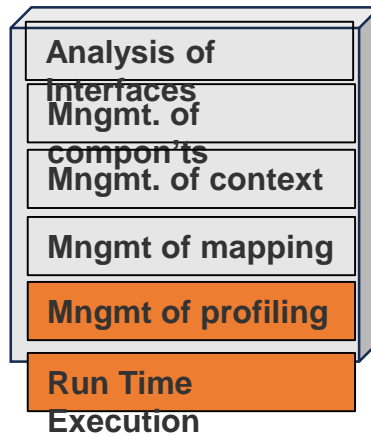 Analysis of
Interfaces
Mngmt. of
compon'ts
Mngmt. of context
Mngmt of mapping
Mngmt of profiling
Run Time
Execution